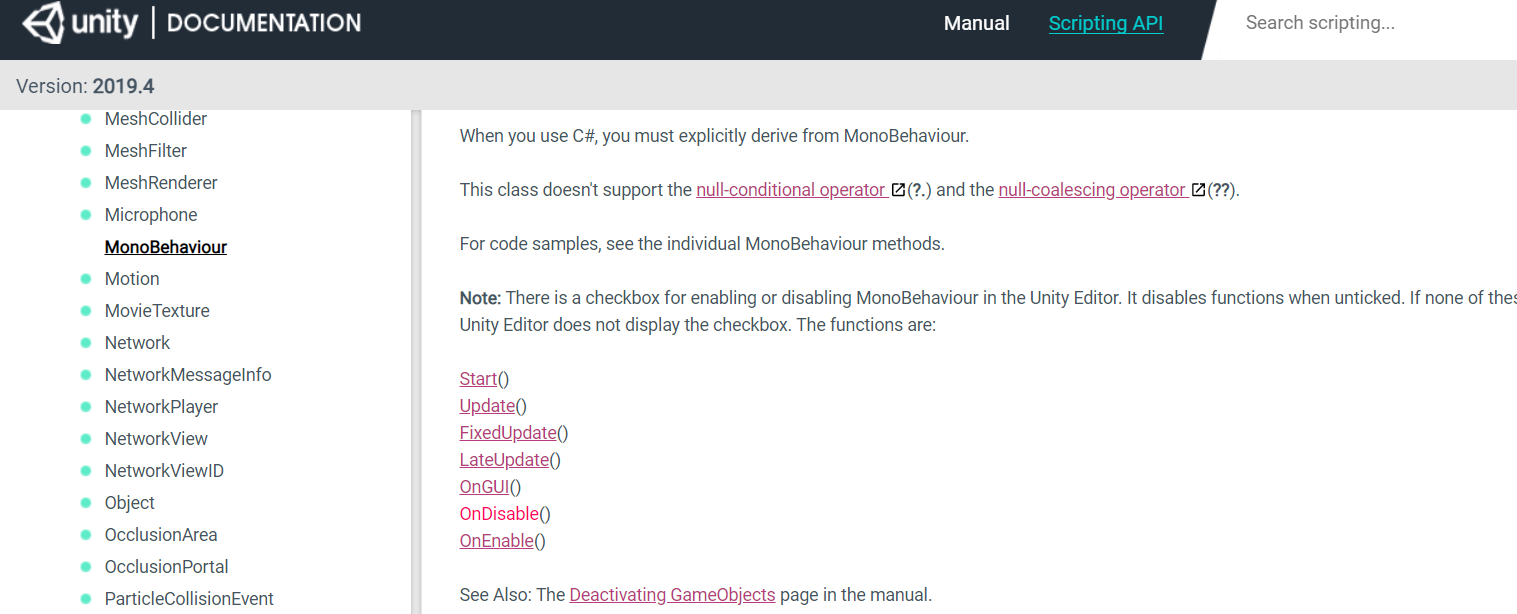 unity | DOCUMENTATION
Manual
Scripting API
Search scripting...
Version: 2019.4
MeshCollider
MeshFilter
MeshRenderer
Microphone
MonoBehaviour
Motion
MovieTexture
Network
NetworkMessageInfo
NetworkPlayer
NetworkView
NetworkViewID
Object
OcclusionArea
OcclusionPortal
ParticleCollisionEvent
When you use C#, you must explicitly derive from MonoBehaviour.
This class doesn't support the null-conditional operator (?.) and the null-coalescing operator (??).
For code samples, see the individual MonoBehaviour methods.
Note: There is a checkbox for enabling or disabling MonoBehaviour in the Unity Editor. It disables functions when unticked. If none of
Unity Editor does not display the checkbox. The functions are:
Start()
Update()
FixedUpdate()
LateUpdate()
OnGUI()
OnDisable()
OnEnable()
See Also: The Deactivating GameObjects page in the manual.